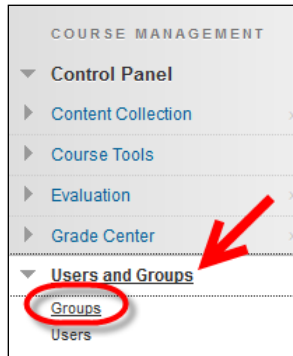 COURSE MANAGEMENT
Control Panel
Content Collection
Course Tools
Evaluation
Grade Center
Users and Groups
Groups
Users